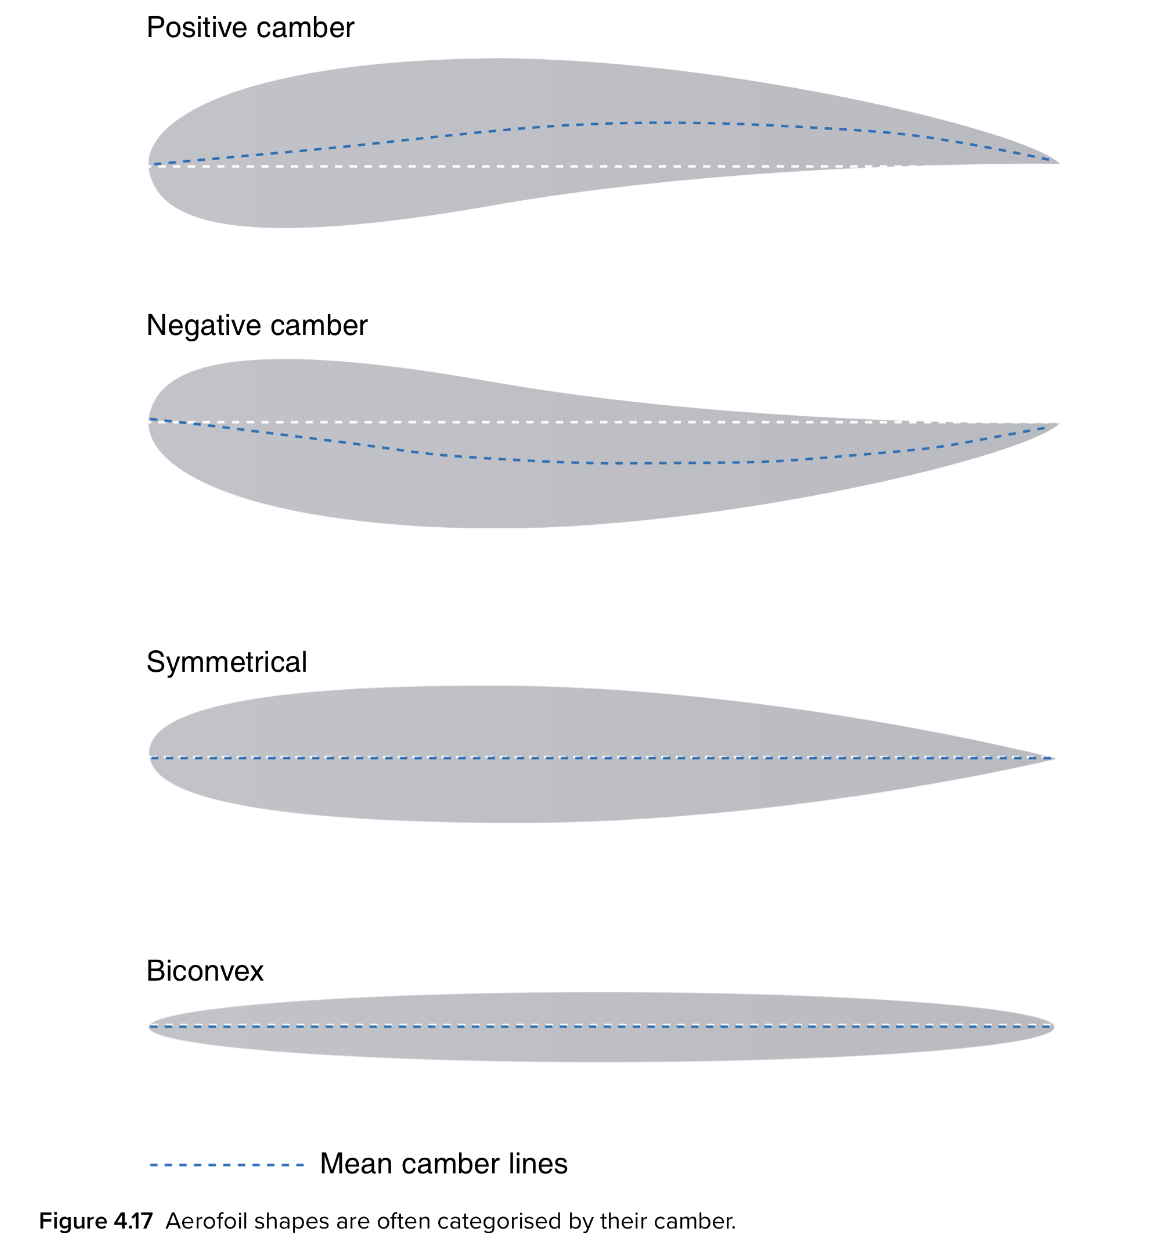 Positive camber
Negative camber
Symmetrical
Biconvex
Mean camber lines
Figure 4.17 Aerofoil shapes are often categorised by their camber.